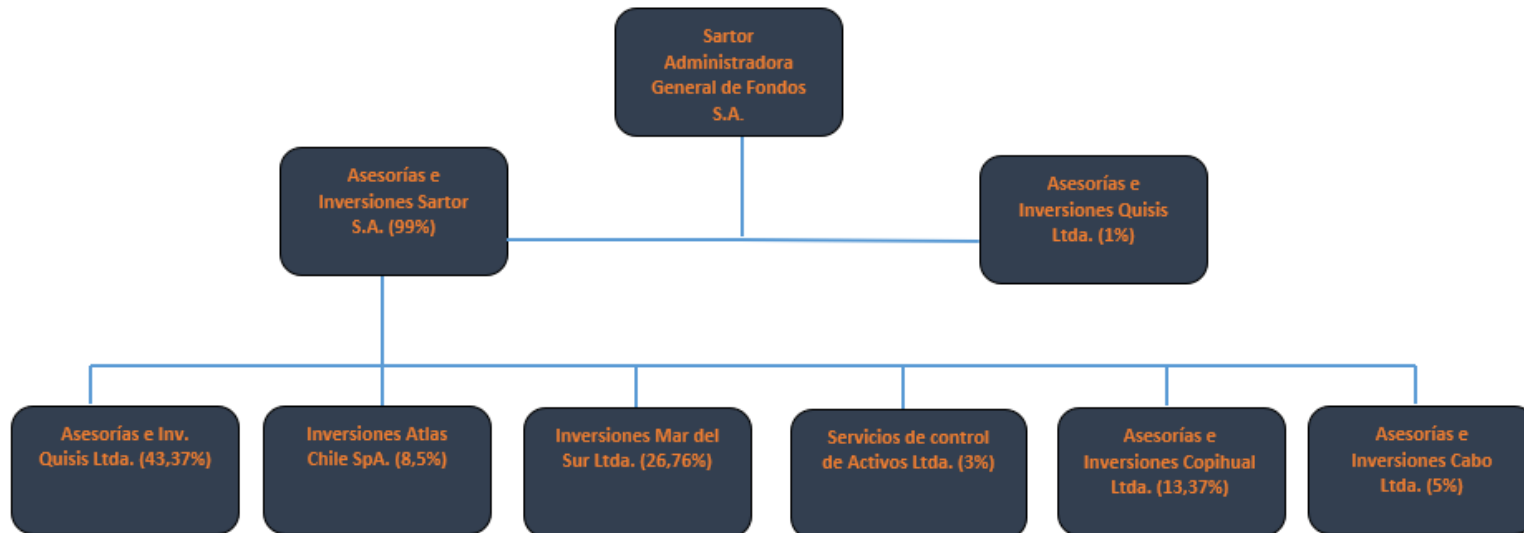 Sartor
Administradora
General de Fondos
S.A.
Asesorías e
Inversiones Sartor
S.A. (99%)
Asesorías e
Inversiones Quisis
Ltda. (1%)
Asesorías e Inv.
Quisis Ltda. (43,37%)
Inversiones Atlas
Chile SpA. (8,5%)
Inversiones Mar del
Sur Ltda. (26,76%)
Servicios de control
de Activos Ltda. (3%)
Asesorías e
Inversiones Copihual
Ltda. (13,37%)
Asesorías e
Inversiones Cabo
Ltda. (5%)